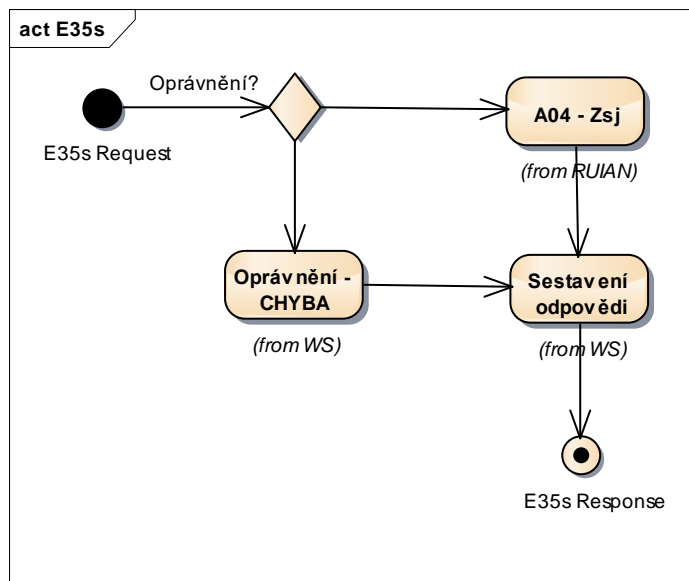 act E35s
Oprávnění?
E35s Request
A04 - Zsj
(from RUIAN)
Oprávnění -
CHYBA
(from WS)
Sestavení
odpovědi
(from WS)
E35s Response